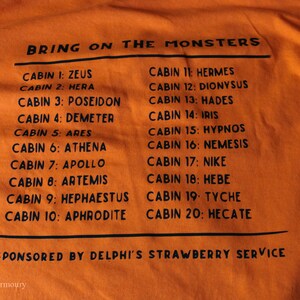 BRING ON THE MONSTERS
CABIN 1: ZEUS
CABIN 2: HERA
CABIN 3: POSEIDON
CABIN 4: DEMETER
CABIN 5: ARES
CABIN 6: ATHENA
CABIN 7: APOLLO
CABIN 8: ARTEMIS
CABIN 9: HEPHAESTUS
CABIN 10: APHRODITE
CABIN 11: HERMES
CABIN 12: DIONYSUS
CABIN 13: HADES
CABIN 14: IRIS
CABIN 15: HYPNOS
CABIN 16: NEMESIS
CABIN 17: NIKE
CABIN 18: HEBE
CABIN 19: TYCHE
CABIN 20: HECATE
PONSORED BY DELPHI'S STRAWBERRY SERVICE